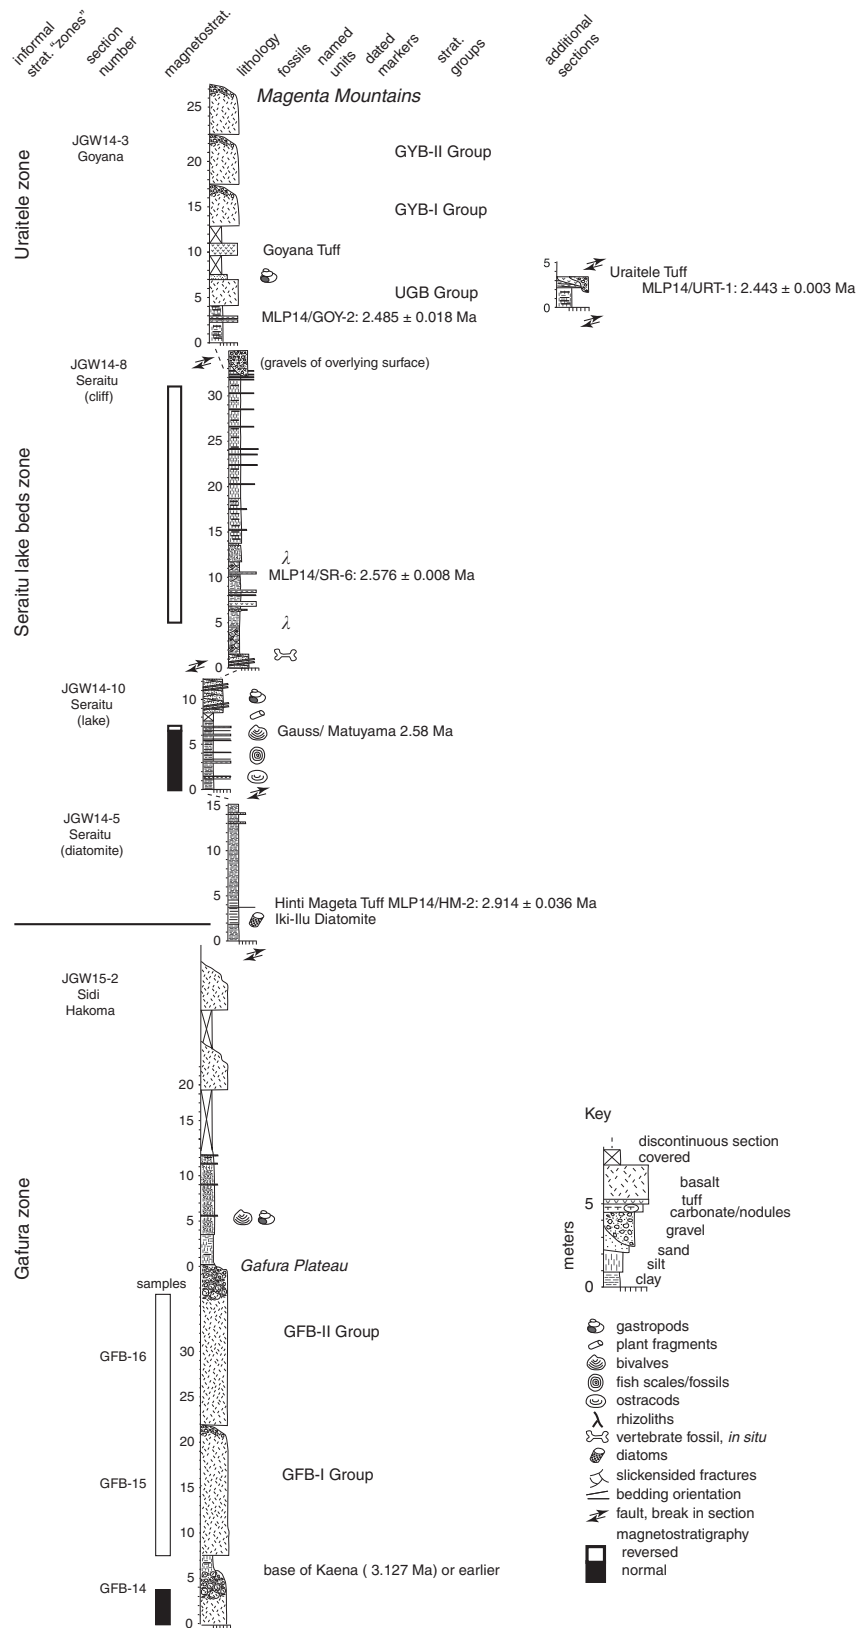 informal
strat. "zones"
section
number
magnetostrat.
lithology
fossils
named
units
dated
markers
strat.
groups
additional
sections
Magenta Mountains
25
JGW14-3
Goyana
GYB-II Group
20
Uraitele zone
15
GYB-I Group
10
Goyana Tuff
5
UGB Group
MLP14/GOY-2: 2.485 ± 0.018 Ma
0
5
Uraitele Tuff
MLP14/URT-1: 2.443 ± 0.003 Ma
0
JGW14-8
Seraitu
(cliff)
(gravels of overlying surface)
30
25
20
15
10
MLP14/SR-6: 2.576 ± 0.008 Ma
5
0
Seraitu lake beds zone
JGW14-10
Seraitu
(lake)
10
Gauss/ Matuyama 2.58 Ma
5
0
JGW14-5
Seraitu
(diatomite)
15
10
5
Hinti Mageta Tuff MLP14/HM-2: 2.914 ± 0.036 Ma
Iki-Ilu Diatomite
0
JGW15-2
Sidi
Hakoma
20
15
10
5
0
Gafura zone
Gafura Plateau
samples
GFB-II Group
GFB-16
30
25
20
GFB-I Group
GFB-15
15
10
base of Kaena ( 3.127 Ma) or earlier
GFB-14
5
0
Key
discontinuous section
covered
basalt
tuff
carbonate/nodules
gravel
sand
silt
clay
5
0
meters
gastropods
plant fragments
bivalves
fish scales/fossils
ostracods
rhizoliths
vertebrate fossil, in situ
diatoms
slickensided fractures
bedding orientation
fault, break in section
magnetostratigraphy
reversed
normal